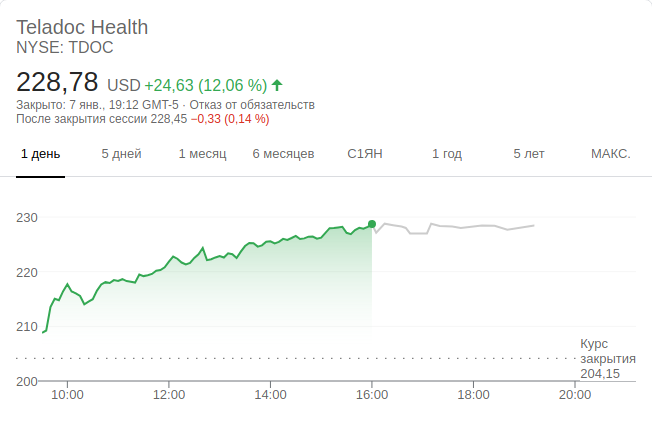 Teladoc Health
NYSE: TDOC
228,78 USD +24,63 (12,06 %)
Закрыто: 7 янв., 19:12 GMT-5 · Отказ от обязательств
После закрытия сессии 228,45 −0,33 (0,14 %)
1 день 5 дней 1 месяц 6 месяцев С1ЯН 1 год 5 лет МАКС.
230
220
210
200
Курс
закрытия
204,15
10:00 12:00 14:00 16:00 18:00 20:00